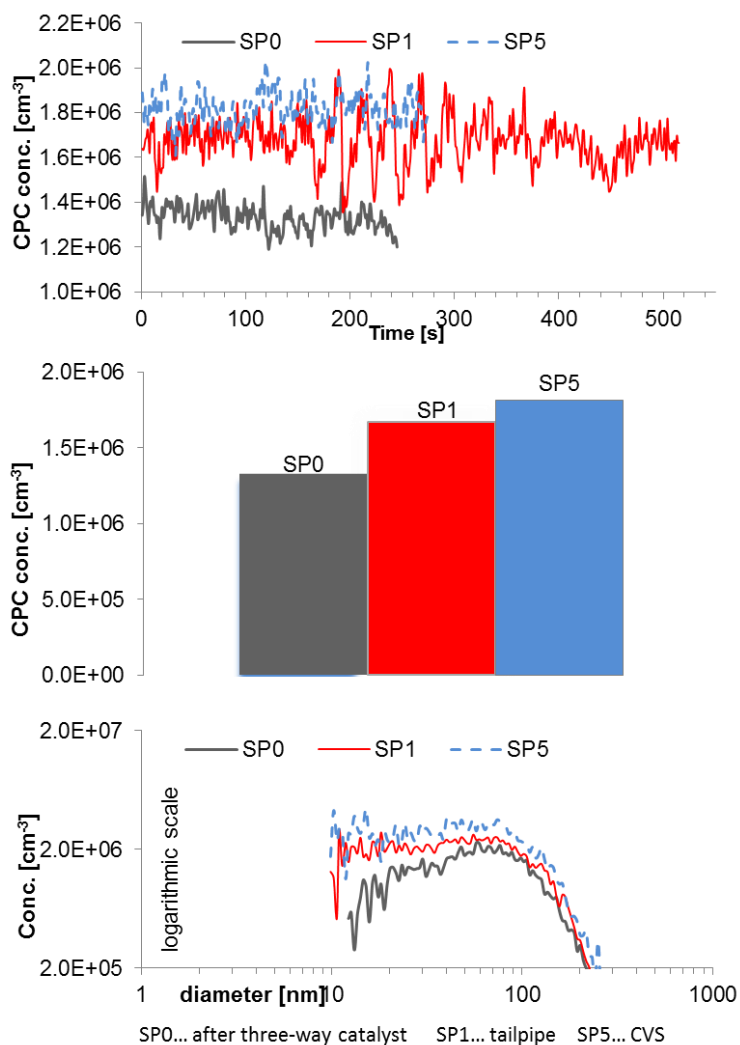 2.2E+06
SP0 SP1 SP5
2.0E+06
1.8E+06
1.6E+06
1.4E+06
1.2E+06
1.0E+06
CPC conc. [cm-3]
0 100 200 300 400 500
Time [s]
2.0E+06
1.5E+06
1.0E+06
5.0E+05
0.0E+00
CPC conc. [cm-3]
SP0
SP1
SP5
2.0E+07
SP0 SP1 SP5
2.0E+06
2.0E+05
Conc. [cm-3]
logarithmic scale
1 10 100 1000
diameter [nm]
SP0... after three-way catalyst SP1... tailpipe SP5... CVS